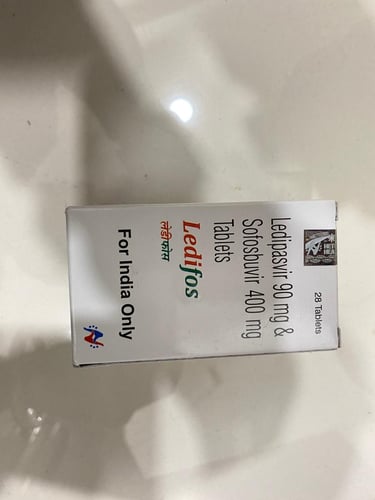 28 Tablets
Ledipasvir 90 mg &
Sofosbuvir 400 mg
Tablets
Ledifos
लेडीफोस
For India Only